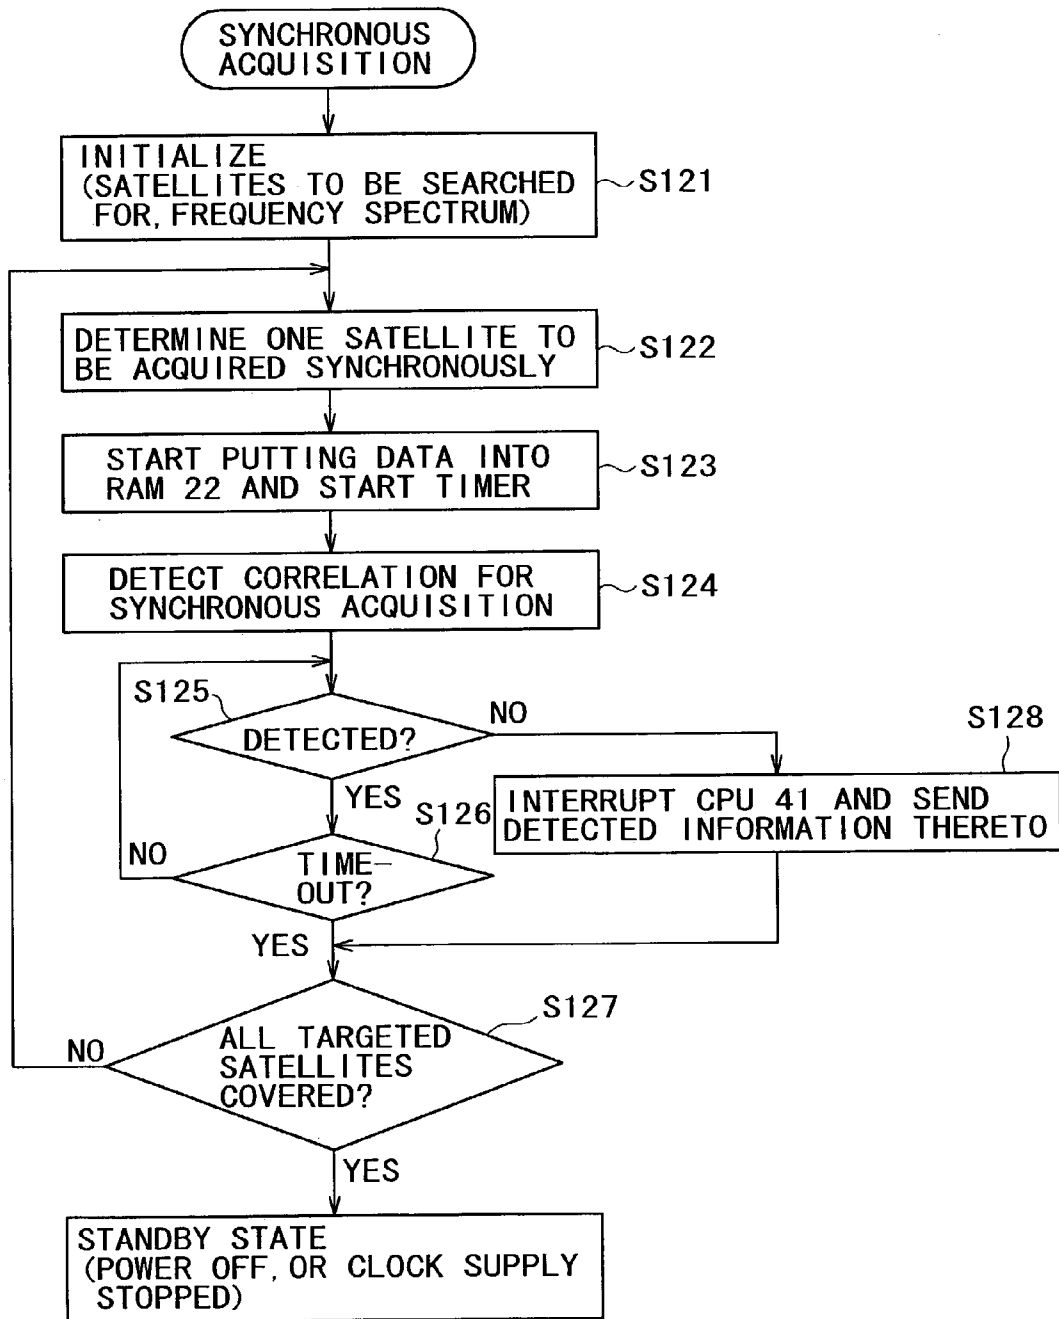 SYNCHRONOUS
ACQUISITION
INITIALIZE
(SATELLITES TO BE SEARCHED
FOR, FREQUENCY SPECTRUM)
S121
DETERMINE ONE SATELLITE TO
BE ACQUIRED SYNCHRONOUSLY
S122
START PUTTING DATA INTO
RAM 22 AND START TIMER
S123
DETECT CORRELATION FOR
SYNCHRONOUS ACQUISITION
S124
S125
DETECTED?
NO
YES
S128
INTERRUPT CPU 41 AND SEND
DETECTED INFORMATION THERETO
S126
NO
TIME-
OUT?
YES
S127
NO
ALL TARGETED
SATELLITES
COVERED?
YES
STANDBY STATE
(POWER OFF, OR CLOCK SUPPLY
STOPPED)